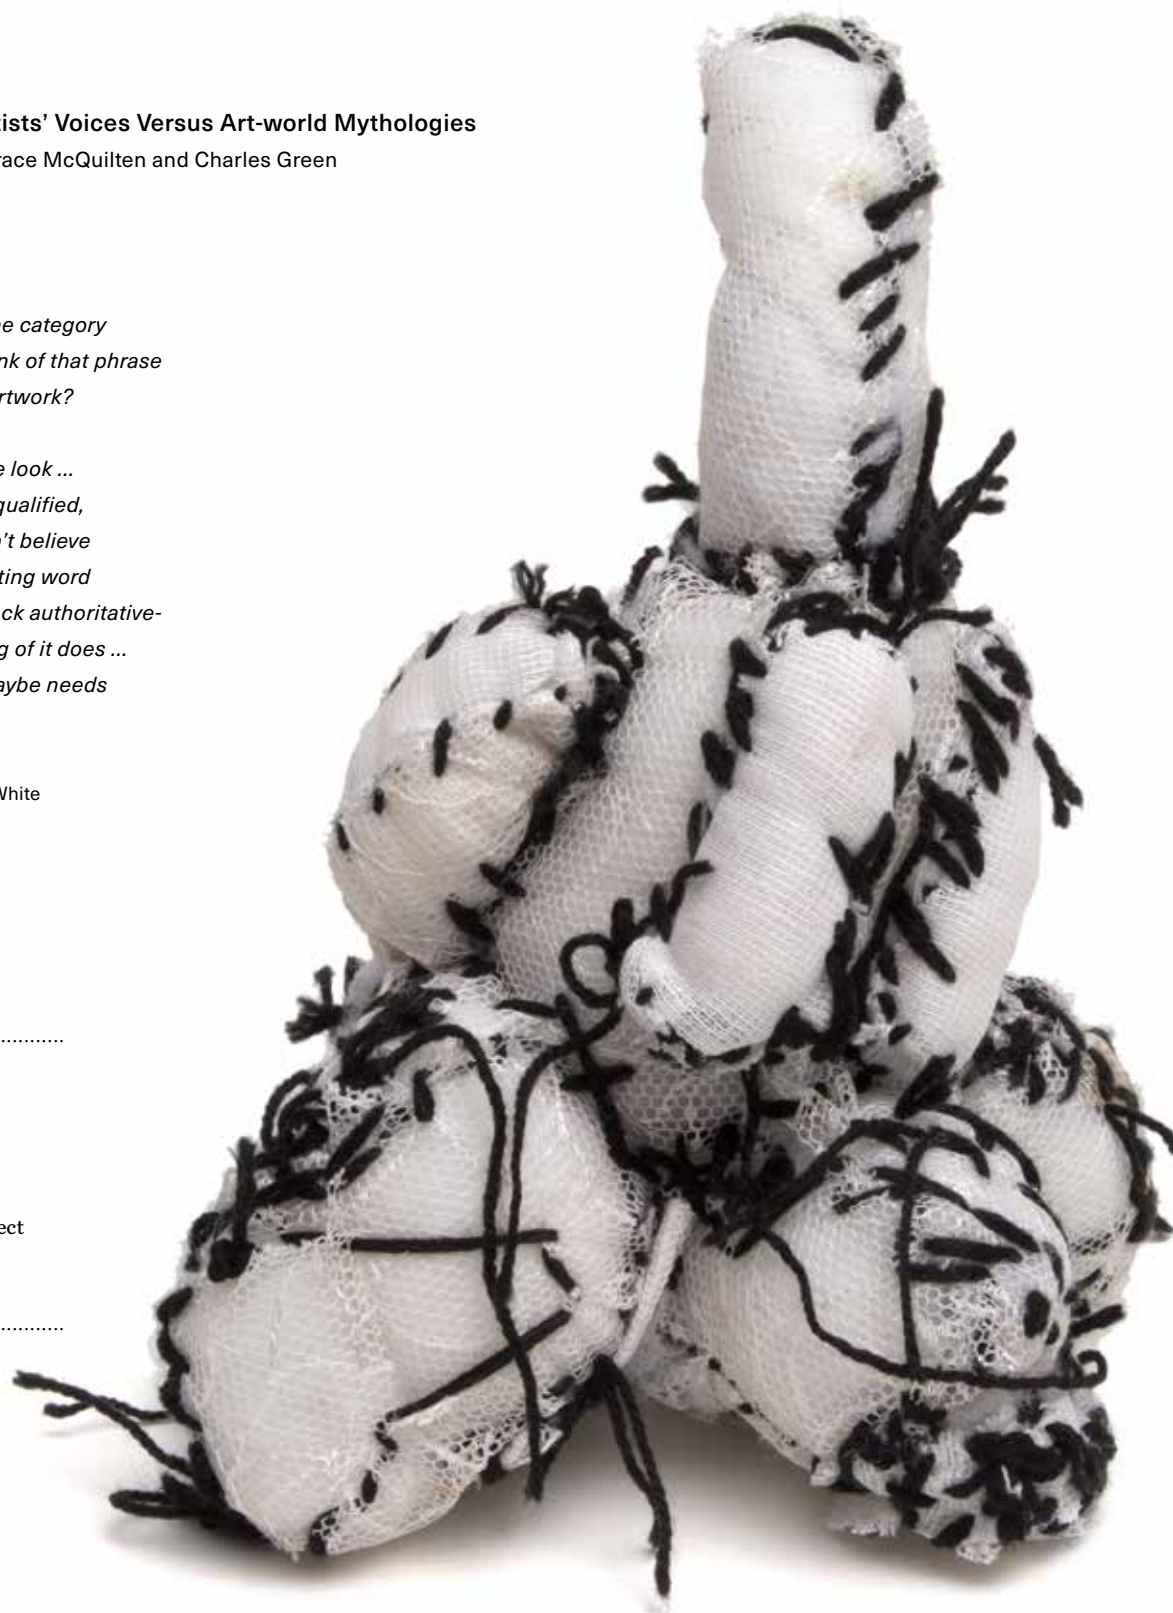 ists' Voices Versus Art-world Mythologies
race McQuilten and Charles Green
e category
nk of that phrase
rtwork?
e look ...
qualified,
't believe
ting word
ck authoritative-
g of it does ...
aybe needs
White
............
ect
............